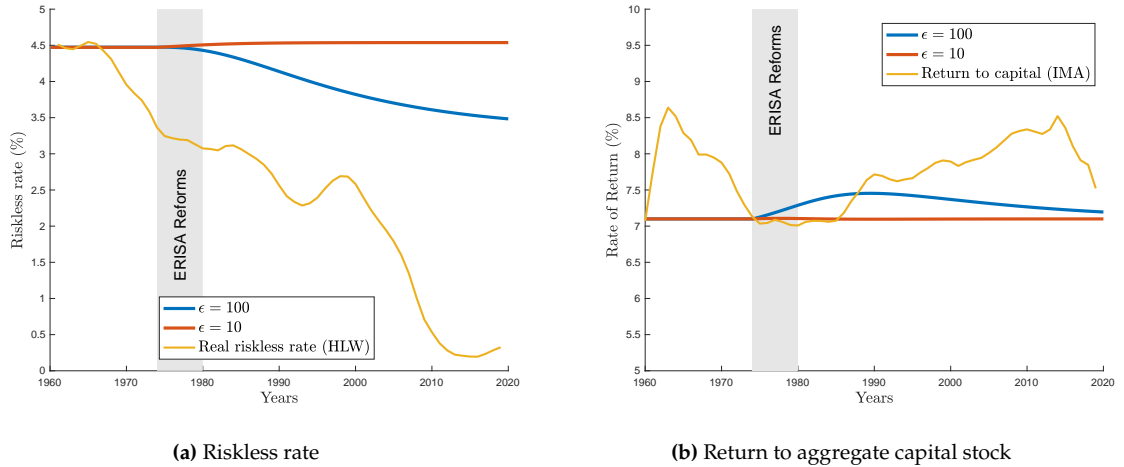 5
4.5
4
3.5
3
2.5
2
1.5
1
0.5
0
Riskless rate (%)
ERISA Reforms
ϵ = 100
ϵ = 10
Real riskless rate (HLW)
1960 1970 1980 1990 2000 2010 2020
Years
(a) Riskless rate
10
9.5
9
8.5
8
7.5
7
6.5
6
5.5
5
Rate of Return (%)
ERISA Reforms
ϵ = 100
ϵ = 10
Return to capital (IMA)
1960 1970 1980 1990 2000 2010 2020
Years
(b) Return to aggregate capital stock